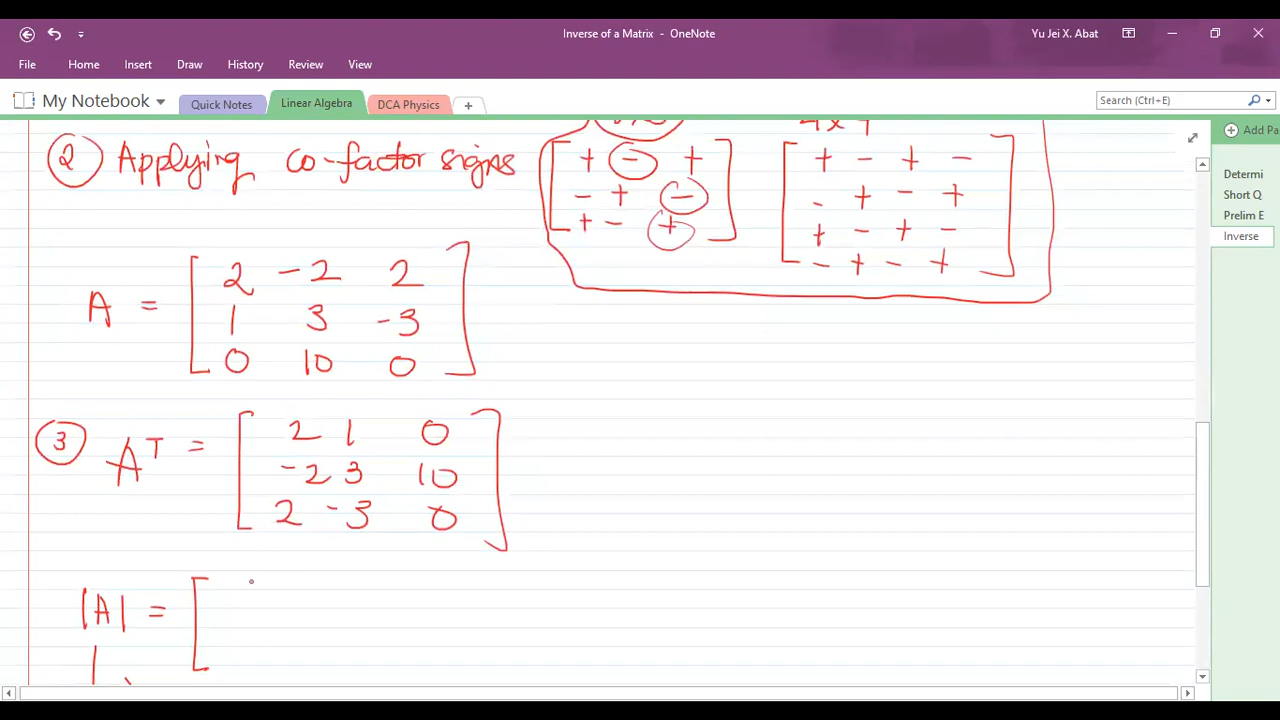 Inverse of a Matrix - OneNote
Yu Jei X. Abat
File Home Insert Draw History Review View
My Notebook
Quick Notes
Linear Algebra
DCA Physics
+
Search (Ctrl+E)
Add Pa
Determi
Short Q
Prelim E
Inverse
4x4
2 Applying co-factor signs
+ - +
- + -
+ - +
+ - + -
- + - +
+ - + -
- + - +
A = [ 2 -2 2 ]
1 3 -3
0 10 0
3 A^T = [ 2 1 0 ]
-2 3 10
2 -3 0
|A| = [